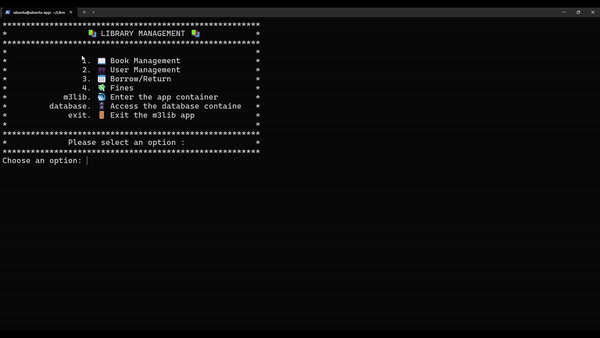 ubuntu@ubuntu-app: ~/Libra
************************************************************
* 📚 LIBRARY MANAGEMENT 📚 *
************************************************************
* *
* 1. 📖 Book Management *
* 2. 👥 User Management *
* 3. 📅 Borrow/Return *
* 4. 💸 Fines *
* m3lib. 🐳 Enter the app container *
* database. Access the database containe *
* exit. 🚪 Exit the m3lib app *
* *
************************************************************
* Please select an option : *
************************************************************
Choose an option: